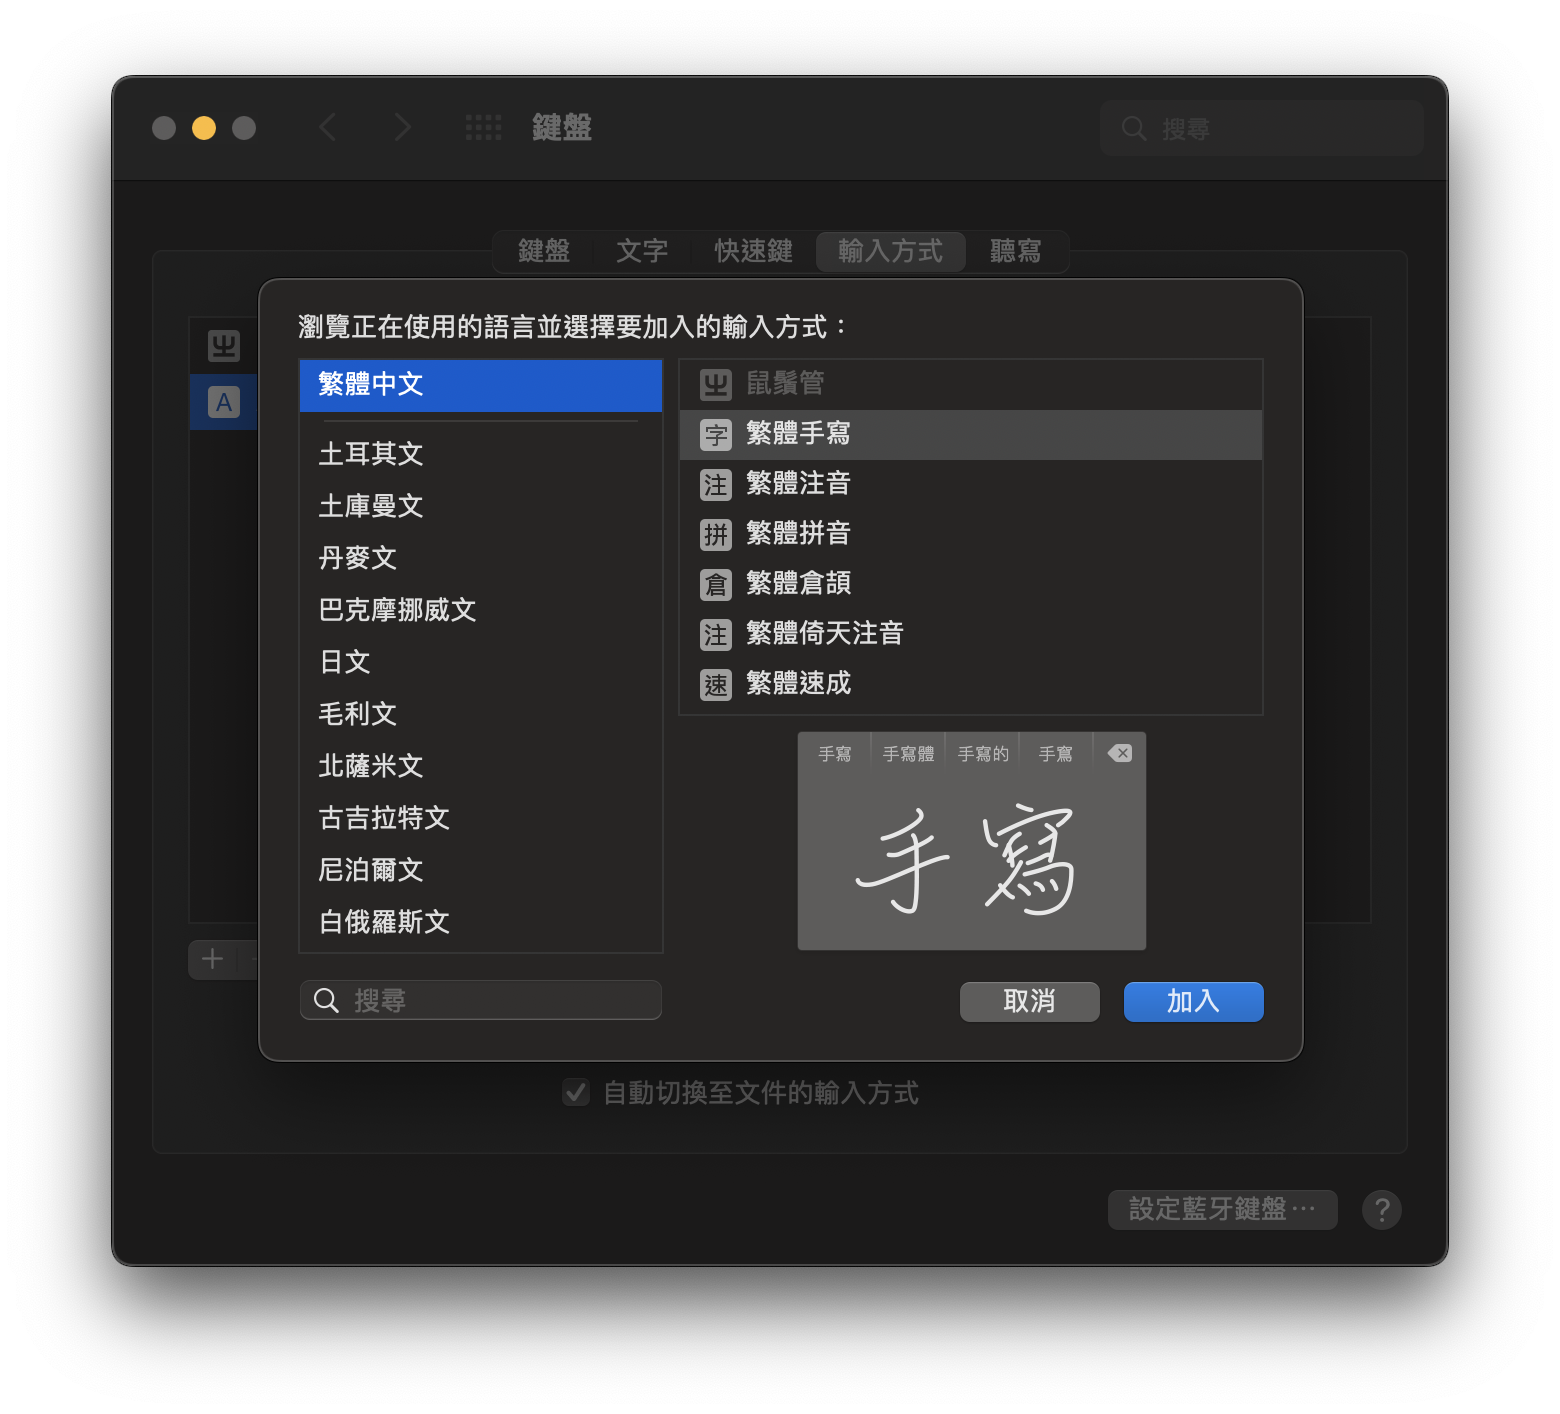 鍵盤
搜尋
鍵盤 文字 快速鍵 輸入方式 聽寫
A
瀏覽正在使用的語言並選擇要加入的輸入方式：
繁體中文
土耳其文
土庫曼文
丹麥文
巴克摩挪威文
日文
毛利文
北薩米文
古吉拉特文
尼泊爾文
白俄羅斯文
搜尋
鼠鬚管
字 繁體手寫
注 繁體注音
拼 繁體拼音
倉 繁體倉頡
注 繁體倚天注音
速 繁體速成
手寫 手寫體 手寫的 手寫
手寫
取消 加入
自動切換至文件的輸入方式
設定藍牙鍵盤⋯ ?